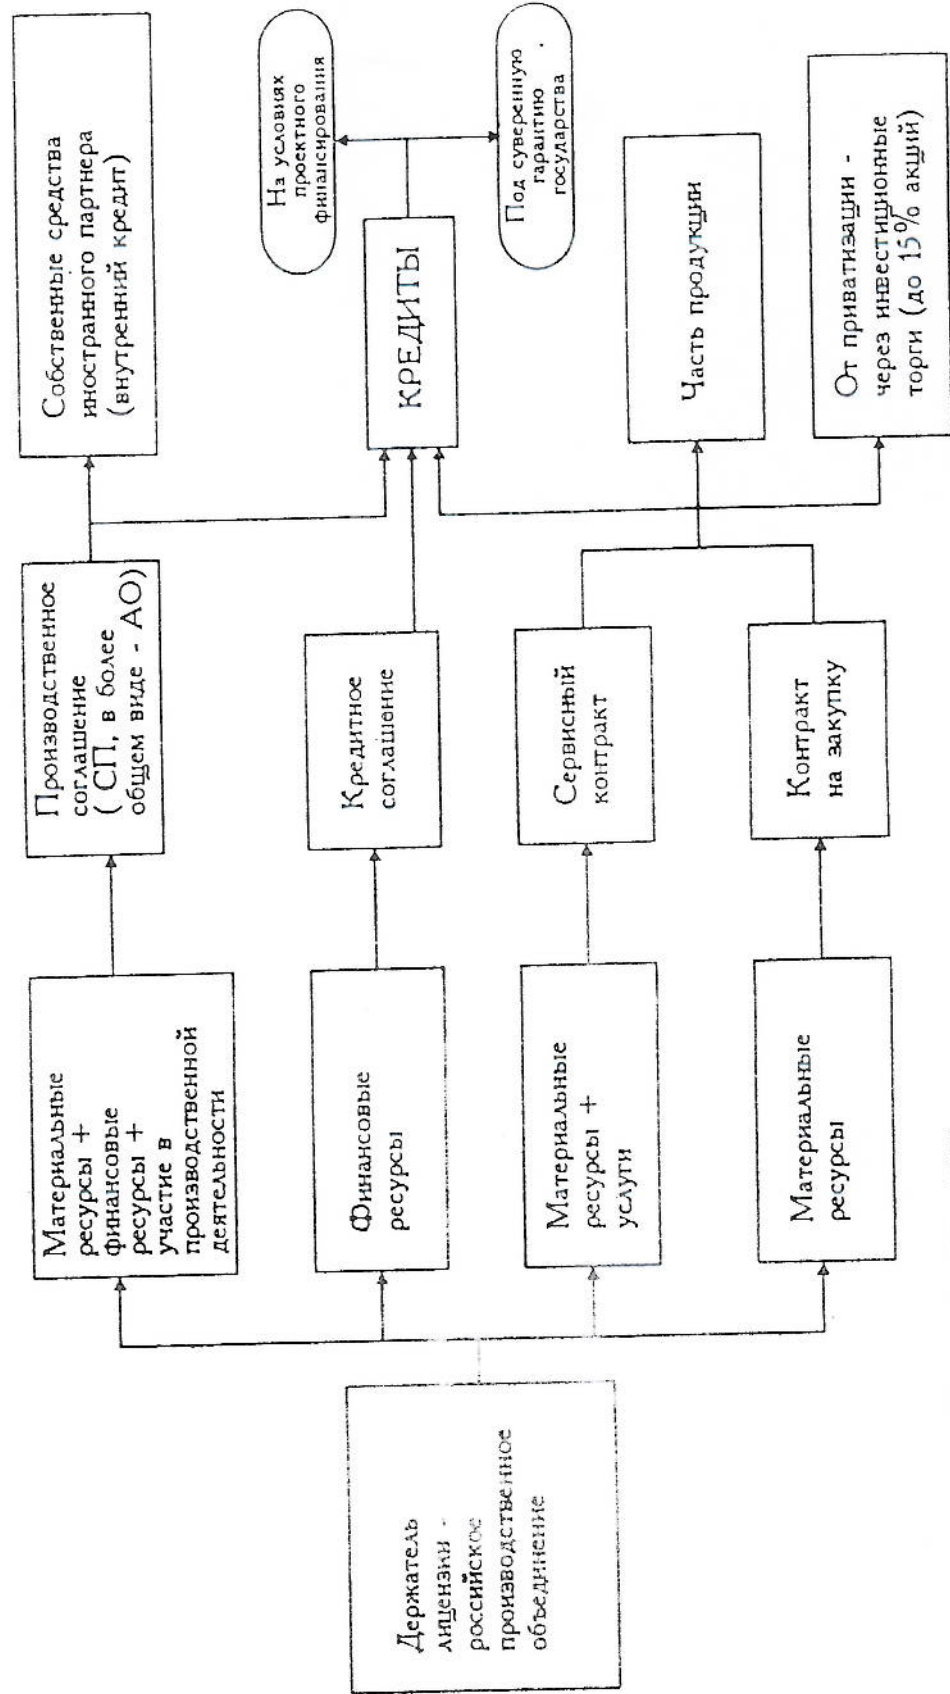 Держатель
лицензии -
российское
производственное
объединение
Материальные
ресурсы +
финансовые
ресурсы +
участие в
производственной
деятельности
Финансовые
ресурсы
Материальные
ресурсы +
услуги
Материальные
ресурсы
Производственное
соглашение
( СП, в более
общем виде - АО)
Кредитное
соглашение
Сервисный
контракт
Контракт
на закупку
Собственные средства
иностранного партнера
(внутренний кредит)
КРЕДИТЫ
Часть продукции
От приватизации -
через инвестиционные
торги (до 15% акций)
На условиях
проектного
финансирования
Под суверенную
гарантию
государства